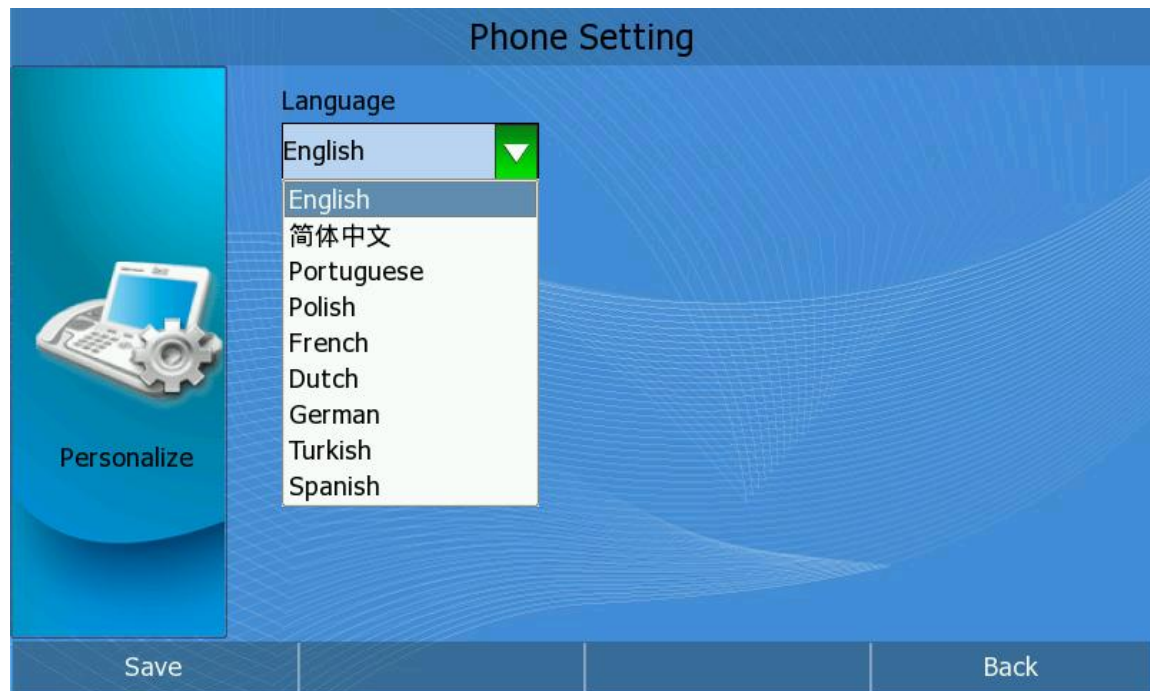 Phone Setting
Language
English
English
简体中文
Portuguese
Polish
French
Dutch
German
Turkish
Spanish
Personalize
Save
Back